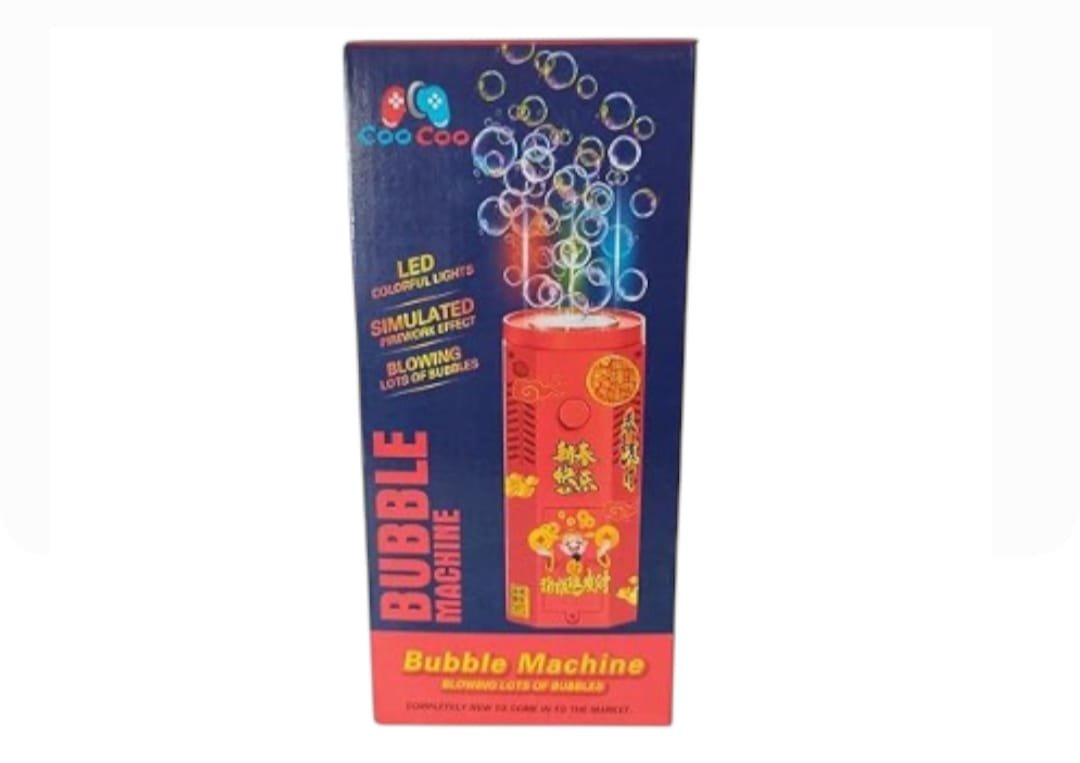 Coo Coo
LED
COLORFUL LIGHTS
SIMULATED
FIREWORK EFFECT
BLOWING
LOTS OF BUBBLES
新春
快乐
BUBBLE
MACHINE
Bubble Machine
BLOWING LOTS OF BUBBLES
COMPLETELY NEW TO COME IN TO THE MARKET.